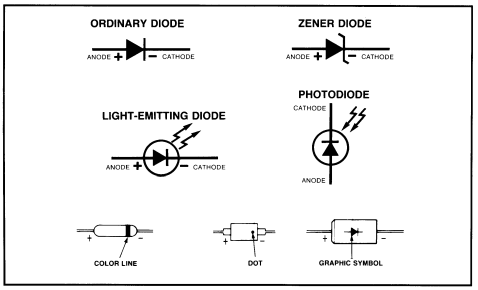 ORDINARY DIODE
ANODE + − CATHODE
ZENER DIODE
ANODE + − CATHODE
LIGHT-EMITTING DIODE
ANODE + − CATHODE
PHOTODIODE
CATHODE
ANODE
+ −
COLOR LINE
+ −
DOT
+ −
GRAPHIC SYMBOL